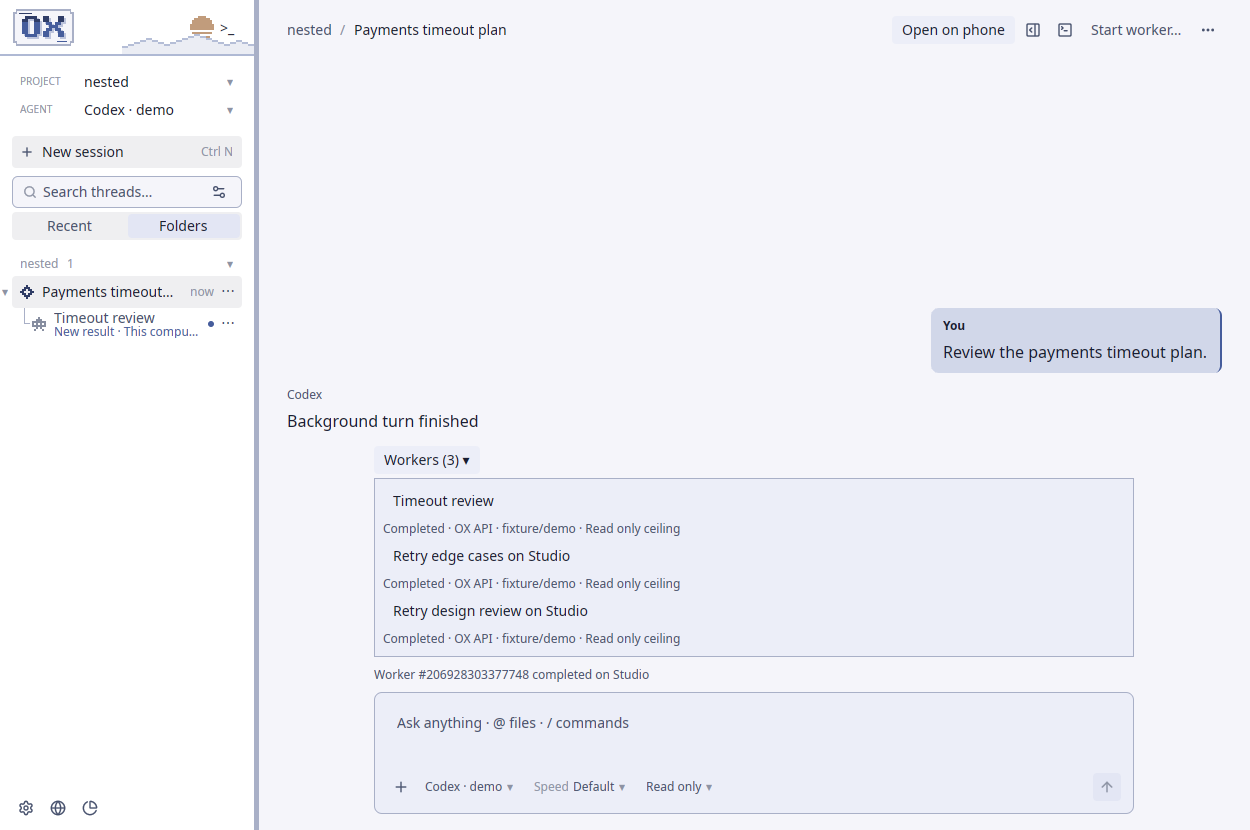 OX
>_
PROJECT nested
AGENT Codex · demo
New session Ctrl N
Search threads...
Recent Folders
nested 1
Payments timeout... now
Timeout review
New result · This compu...
nested / Payments timeout plan
Open on phone
Start worker...
You
Review the payments timeout plan.
Codex
Background turn finished
Workers (3)
Timeout review
Completed · OX API · fixture/demo · Read only ceiling
Retry edge cases on Studio
Completed · OX API · fixture/demo · Read only ceiling
Retry design review on Studio
Completed · OX API · fixture/demo · Read only ceiling
Worker #206928303377748 completed on Studio
Ask anything · @ files · / commands
Codex · demo Speed Default Read only